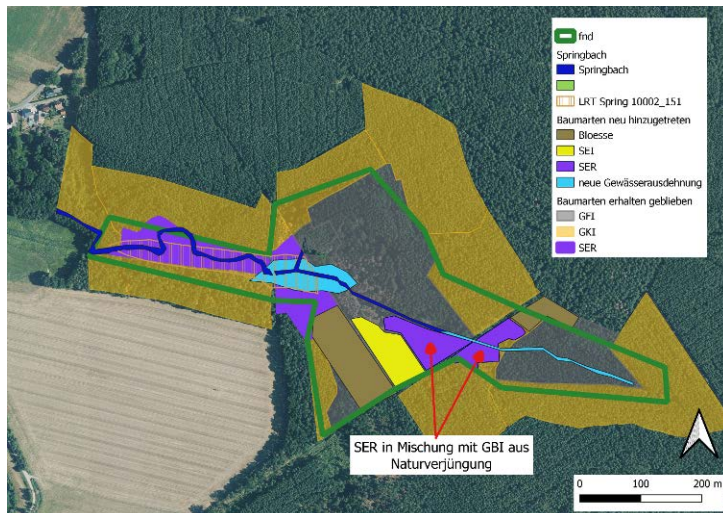 fnd
Springbach
Springbach
LRT Spring 10002_151
Baumarten neu hinzugetreten
Bloesse
SEI
SER
neue Gewässerausdehnung
Baumarten erhalten geblieben
GFI
GKI
SER
SER in Mischung mit GBI aus
Naturverjüngung
0 100 200 m